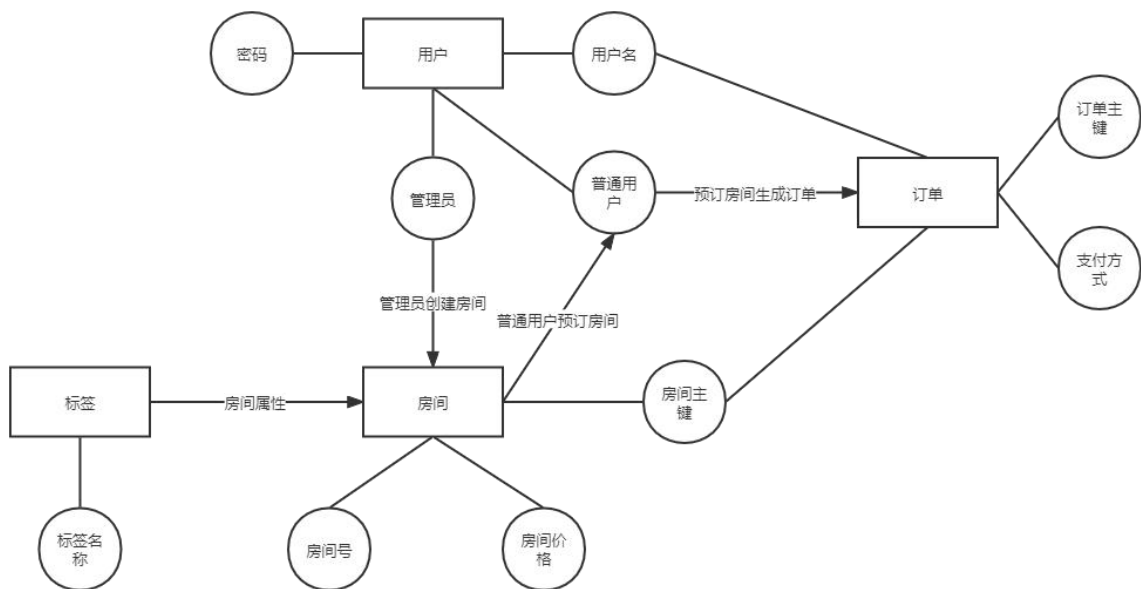 密码
用户
用户名
订单主
键
管理员
普通用
户
预订房间生成订单
订单
支付方
式
管理员创建房间
普通用户预订房间
标签
房间属性
房间
房间主
键
标签名
称
房间号
房间价
格